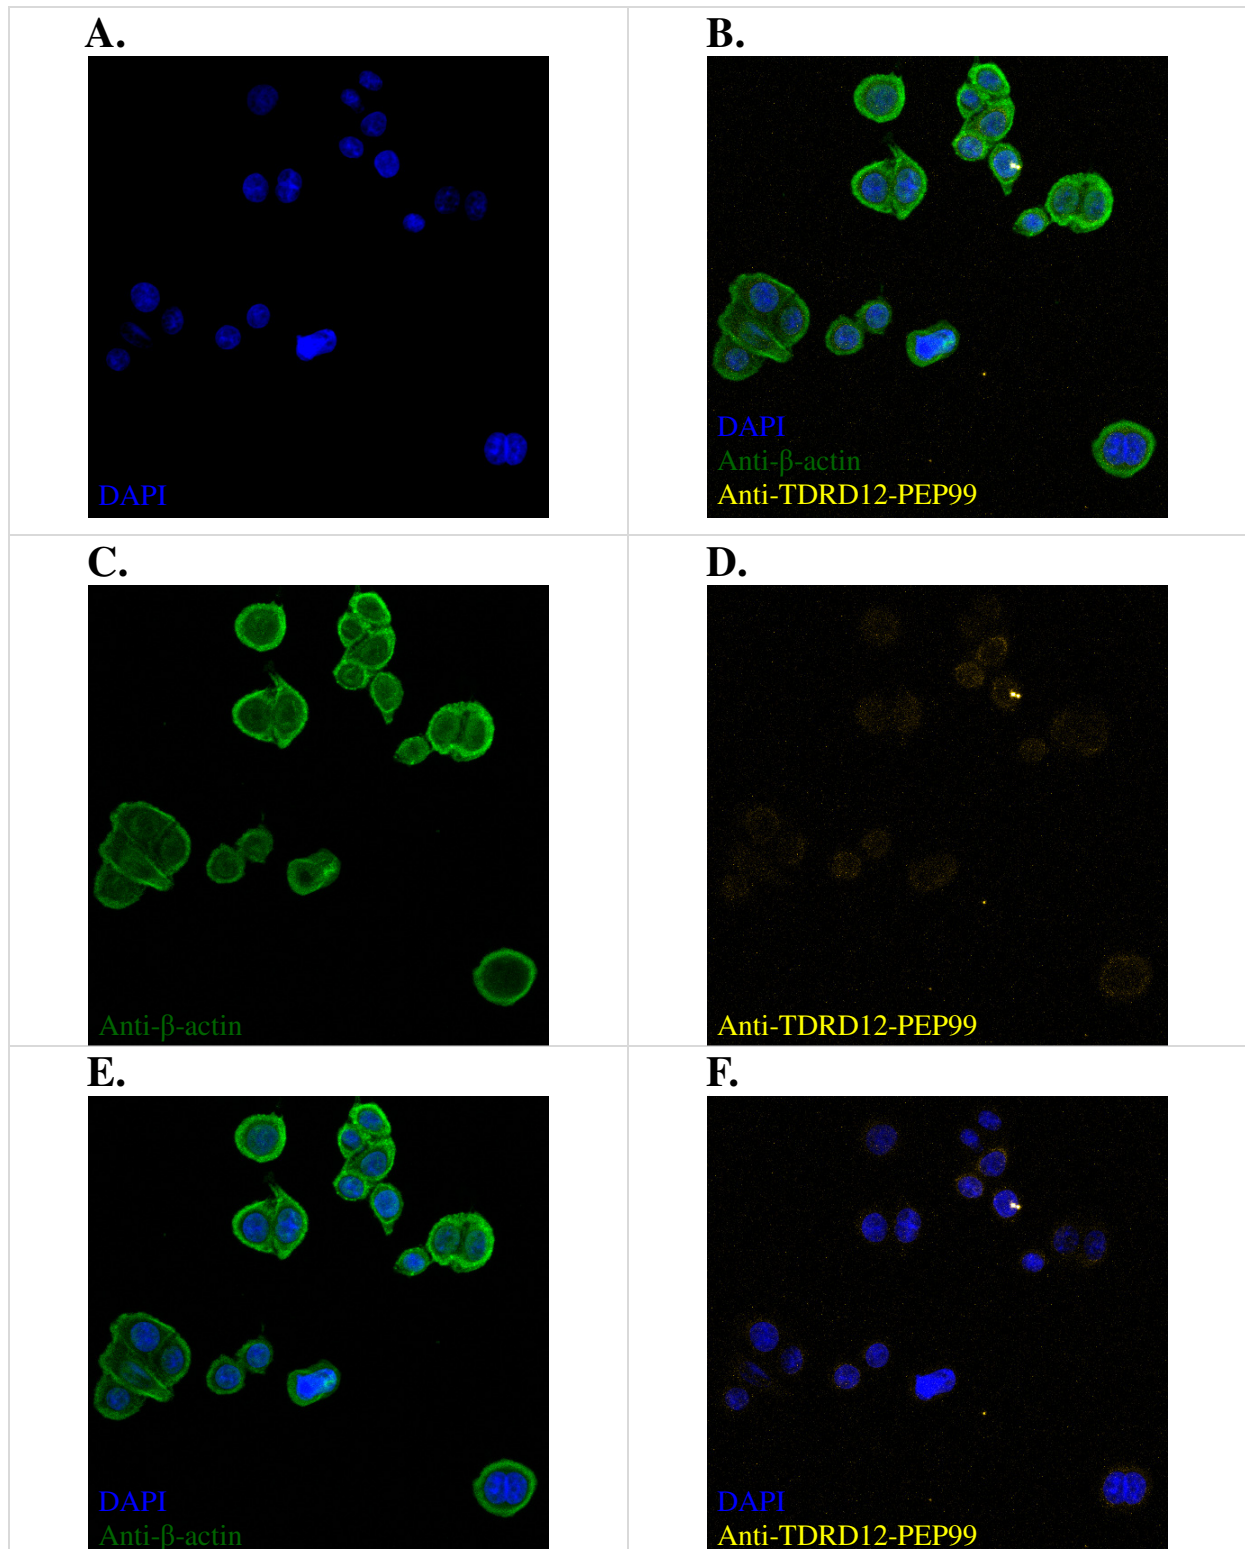 A.
DAPI
B.
DAPI
Anti-β-actin
Anti-TDRD12-PEP99
C.
Anti-β-actin
D.
Anti-TDRD12-PEP99
E.
DAPI
Anti-β-actin
F.
DAPI
Anti-TDRD12-PEP99